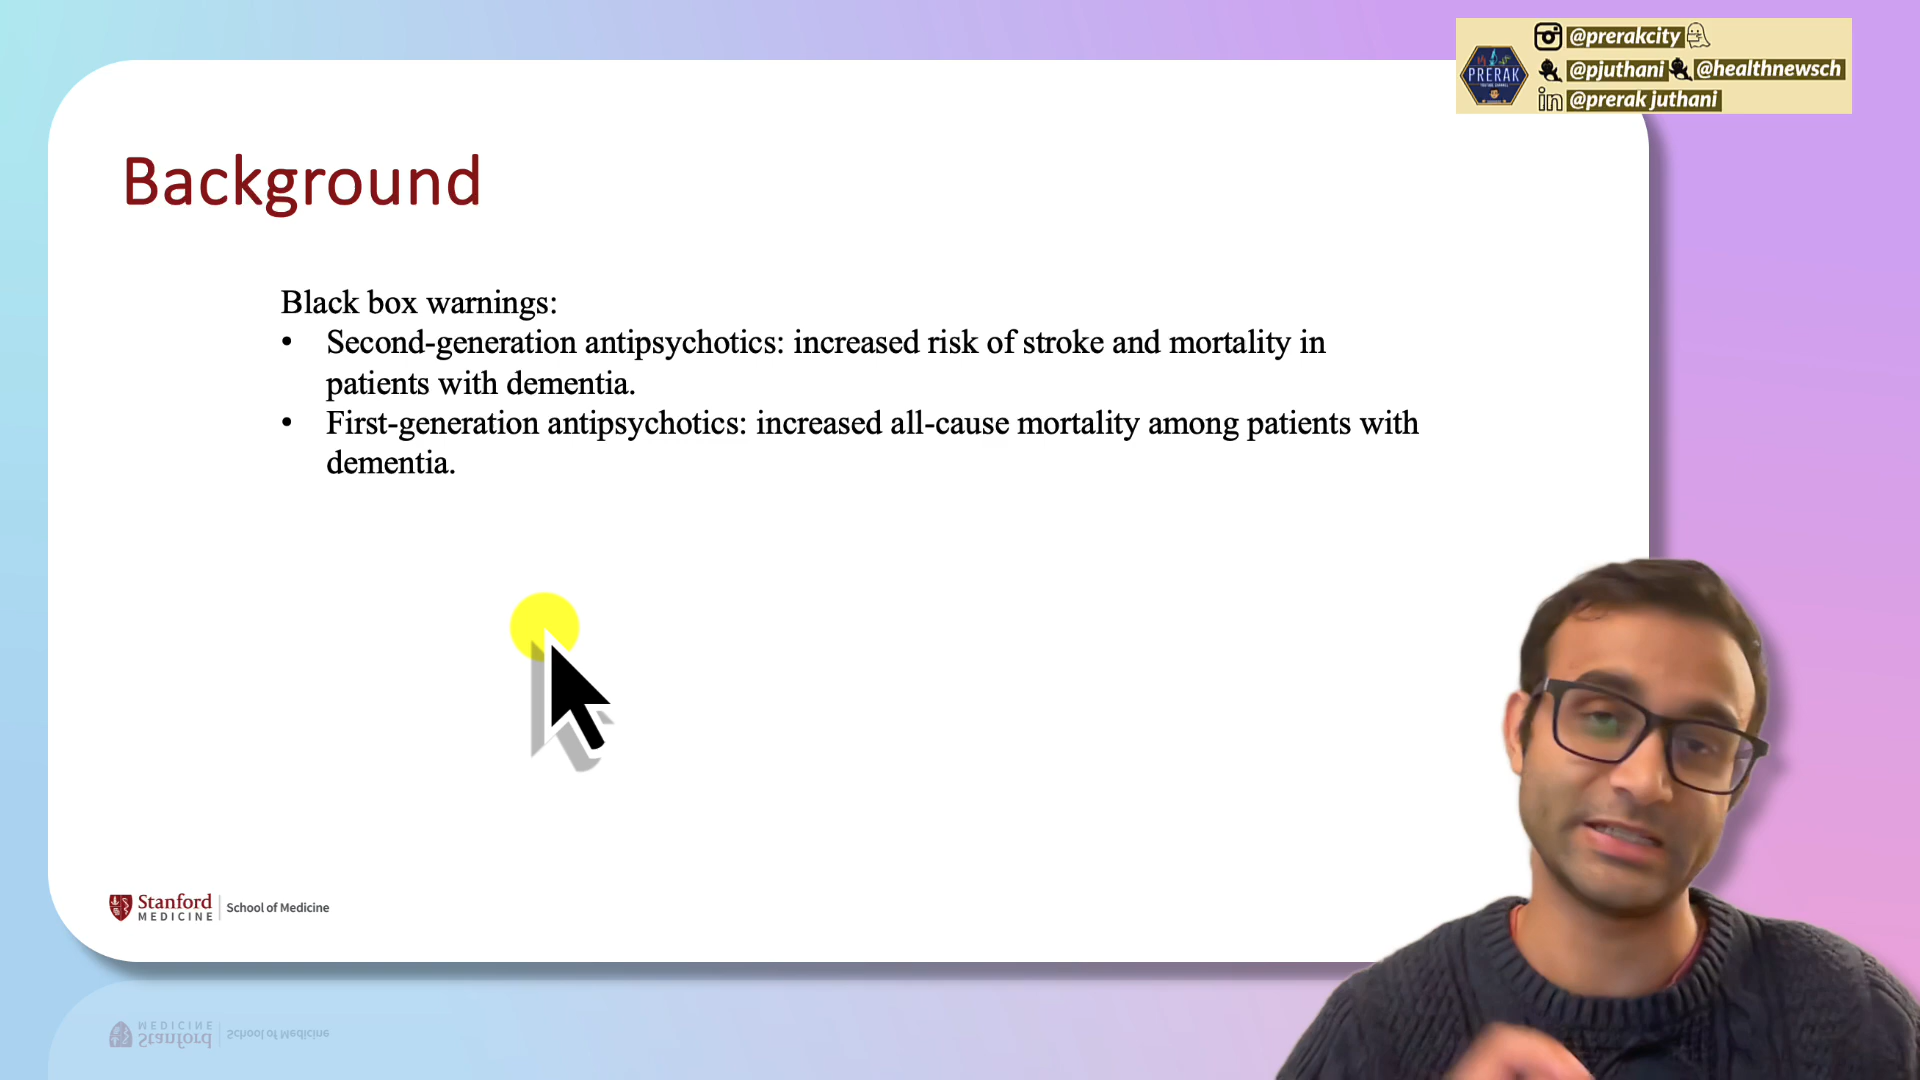 @prerakcity
PRERAK
@pjuthani @healthnewsch
in @prerak juthani
Background
Black box warnings:
• Second-generation antipsychotics: increased risk of stroke and mortality in
patients with dementia.
• First-generation antipsychotics: increased all-cause mortality among patients with
dementia.
Stanford
MEDICINE
School of Medicine